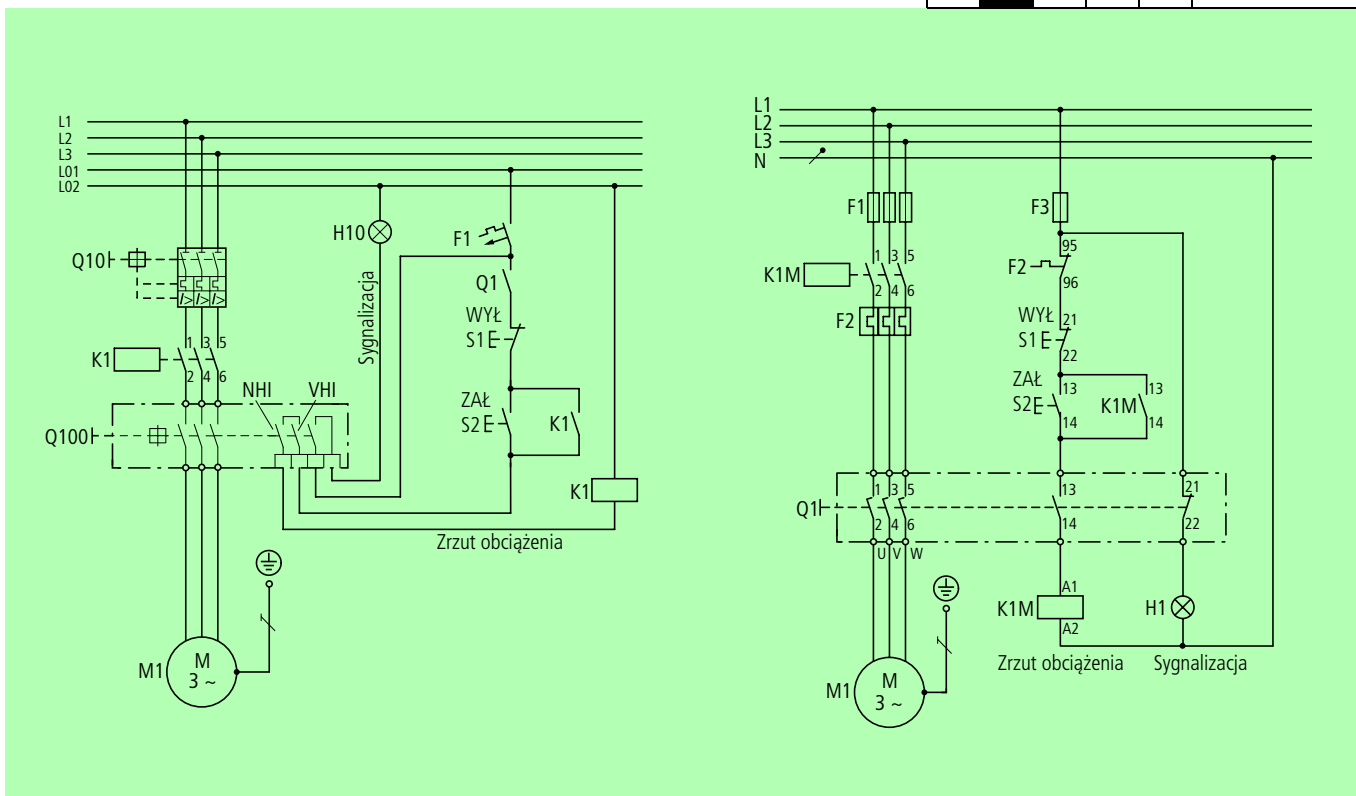 L1
L2
L3
L01
L02
Q10
H10
Sygnalizacja
F1
Q1
WYŁ
S1
ZAŁ
S2
K1
K1
1 3 5
2 4 6
NHI
VHI
Q100
K1
Zrzut obciążenia
M1
M
3 ~
L1
L2
L3
N
F1
F3
K1M
1 3 5
2 4 6
F2
95
F2
96
WYŁ
21
S1
22
ZAŁ
13
S2
14
13
K1M
14
Q1
1 3 5
2 4 6
13
14
21
22
U V W
K1M
A1
A2
H1
Zrzut obciążenia
Sygnalizacja
M1
M
3 ~